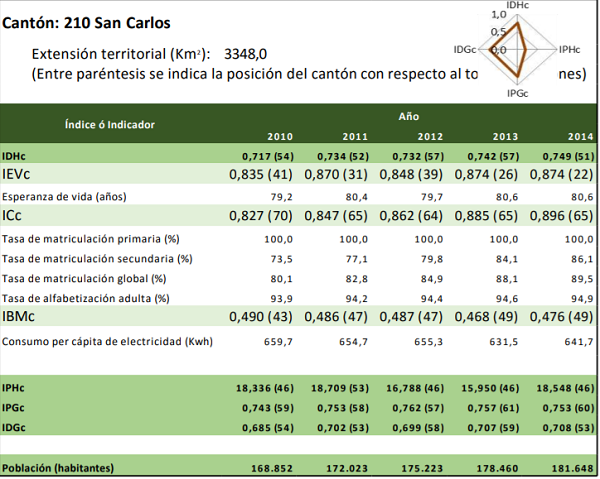 IDHc
1,0
Cantón: 210 San Carlos
0,5
Extensión territorial (Km²): 3348,0
IDGc 0,0 IPHc
(Entre paréntesis se indica la posición del cantón con respecto al to nes)
IPGc
Índice ó Indicador Año
2010 2011 2012 2013 2014
IDHc 0,717 (54) 0,734 (52) 0,732 (57) 0,742 (57) 0,749 (51)
IEVc 0,835 (41) 0,870 (31) 0,848 (39) 0,874 (26) 0,874 (22)
Esperanza de vida (años) 79,2 80,4 79,7 80,6 80,6
ICc 0,827 (70) 0,847 (65) 0,862 (64) 0,885 (65) 0,896 (65)
Tasa de matriculación primaria (%) 100,0 100,0 100,0 100,0 100,0
Tasa de matriculación secundaria (%) 73,5 77,1 79,8 84,1 86,1
Tasa de matriculación global (%) 80,1 82,8 84,9 88,1 89,5
Tasa de alfabetización adulta (%) 93,9 94,2 94,4 94,6 94,9
IBMc 0,490 (43) 0,486 (47) 0,487 (47) 0,468 (49) 0,476 (49)
Consumo per cápita de electricidad (Kwh) 659,7 654,7 655,3 631,5 641,7
IPHc 18,336 (46) 18,709 (53) 16,788 (46) 15,950 (46) 18,548 (46)
IPGc 0,743 (59) 0,753 (58) 0,762 (57) 0,757 (61) 0,753 (60)
IDGc 0,685 (54) 0,702 (53) 0,699 (58) 0,707 (59) 0,708 (53)
Población (habitantes) 168.852 172.023 175.223 178.460 181.648